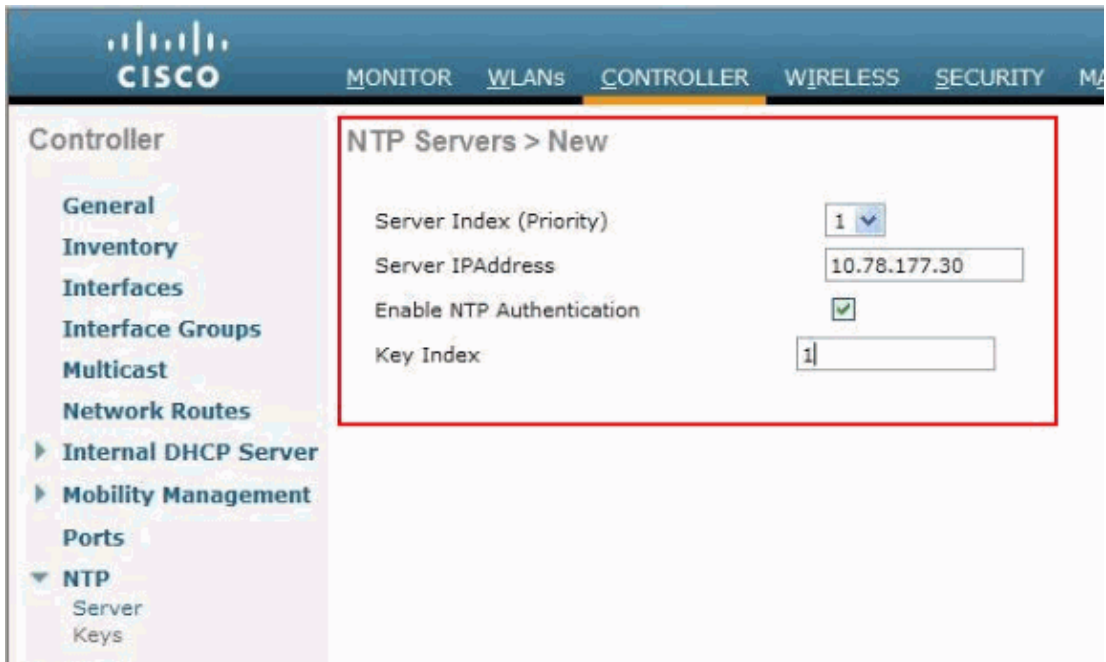 CISCO
MONITOR WLANs CONTROLLER WIRELESS SECURITY
Controller
General
Inventory
Interfaces
Interface Groups
Multicast
Network Routes
Internal DHCP Server
Mobility Management
Ports
NTP
Server
Keys
NTP Servers > New
Server Index (Priority) 1
Server IPAddress 10.78.177.30
Enable NTP Authentication
Key Index 1